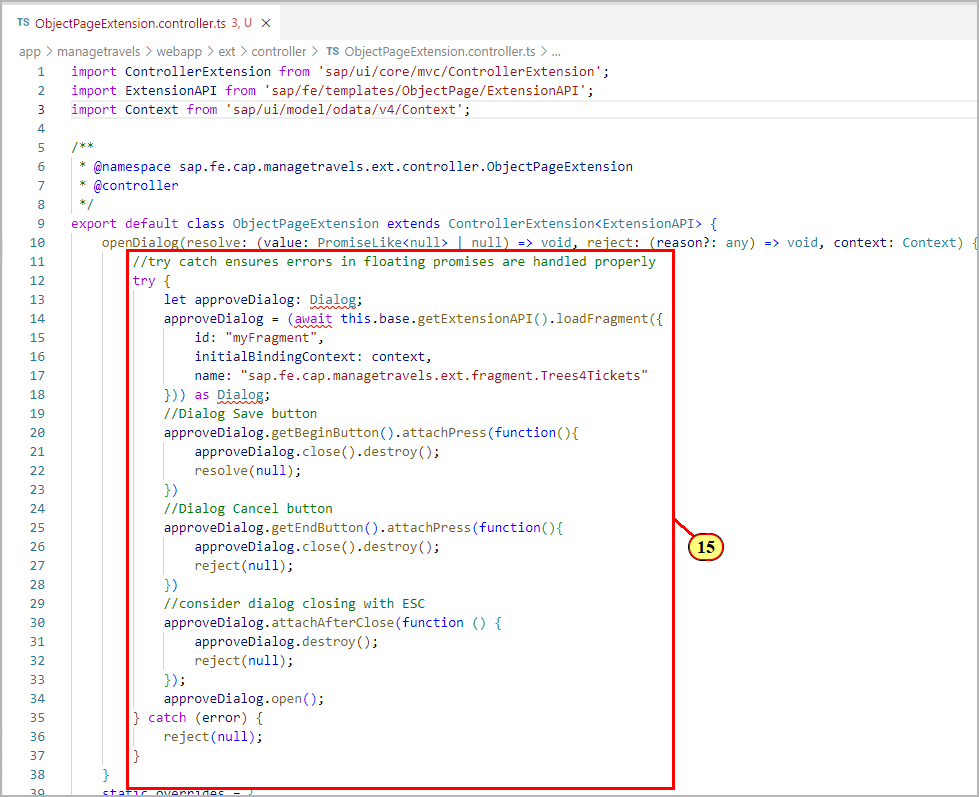 TS ObjectPageExtension.controller.ts 3, U ×
app > managetravels > webapp > ext > controller > TS ObjectPageExtension.controller.ts > ...
1 import ControllerExtension from 'sap/ui/core/mvc/ControllerExtension';
2 import ExtensionAPI from 'sap/fe/templates/ObjectPage/ExtensionAPI';
3 import Context from 'sap/ui/model/odata/v4/Context';
4
5 /**
6 * @namespace sap.fe.cap.managetravels.ext.controller.ObjectPageExtension
7 * @controller
8 */
9 export default class ObjectPageExtension extends ControllerExtension<ExtensionAPI> {
10 openDialog(resolve: (value: PromiseLike<null> | null) => void, reject: (reason?: any) => void, context: Context) {
11 //try catch ensures errors in floating promises are handled properly
12 try {
13 let approveDialog: Dialog;
14 approveDialog = (await this.base.getExtensionAPI().loadFragment({
15 id: "myFragment",
16 initialBindingContext: context,
17 name: "sap.fe.cap.managetravels.ext.fragment.Trees4Tickets"
18 })) as Dialog;
19 //Dialog Save button
20 approveDialog.getBeginButton().attachPress(function(){
21 approveDialog.close().destroy();
22 resolve(null);
23 })
24 //Dialog Cancel button
25 approveDialog.getEndButton().attachPress(function(){
26 approveDialog.close().destroy();
27 reject(null);
28 })
29 //consider dialog closing with ESC
30 approveDialog.attachAfterClose(function () {
31 approveDialog.destroy();
32 reject(null);
33 });
34 approveDialog.open();
35 } catch (error) {
36 reject(null);
37 }
38 }
39 static overrides = {
15